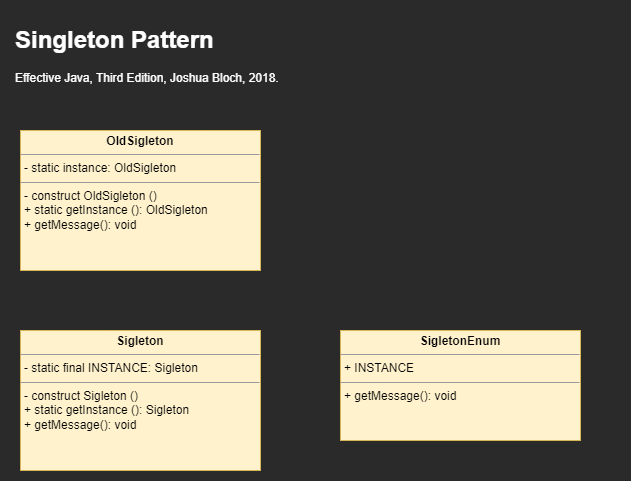 Singleton Pattern
Effective Java, Third Edition, Joshua Bloch, 2018.
OldSigleton
- static instance: OldSigleton
- construct OldSigleton ()
+ static getInstance (): OldSigleton
+ getMessage(): void
Sigleton
- static final INSTANCE: Sigleton
- construct Sigleton ()
+ static getInstance (): Sigleton
+ getMessage(): void
SigletonEnum
+ INSTANCE
+ getMessage(): void